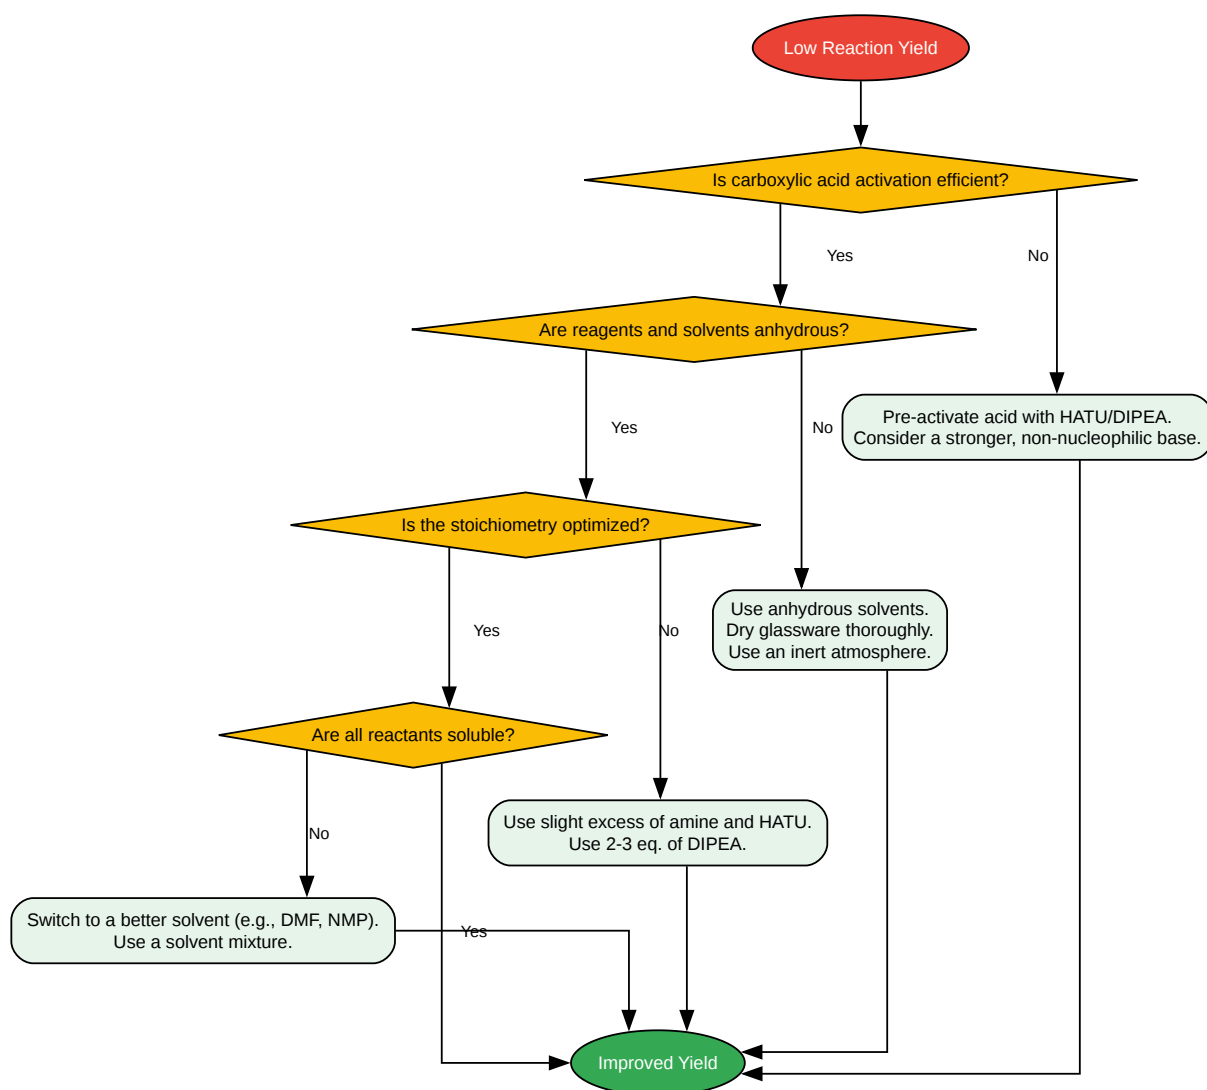 Low Reaction Yield
Is carboxylic acid activation efficient?
Yes
No
Are reagents and solvents anhydrous?
Pre-activate acid with HATU/DIPEA.
Consider a stronger, non-nucleophilic base.
Yes
No
Is the stoichiometry optimized?
Use anhydrous solvents.
Dry glassware thoroughly.
Use an inert atmosphere.
Yes
No
Are all reactants soluble?
Use slight excess of amine and HATU.
Use 2-3 eq. of DIPEA.
No
Switch to a better solvent (e.g., DMF, NMP).
Use a solvent mixture.
Yes
Improved Yield